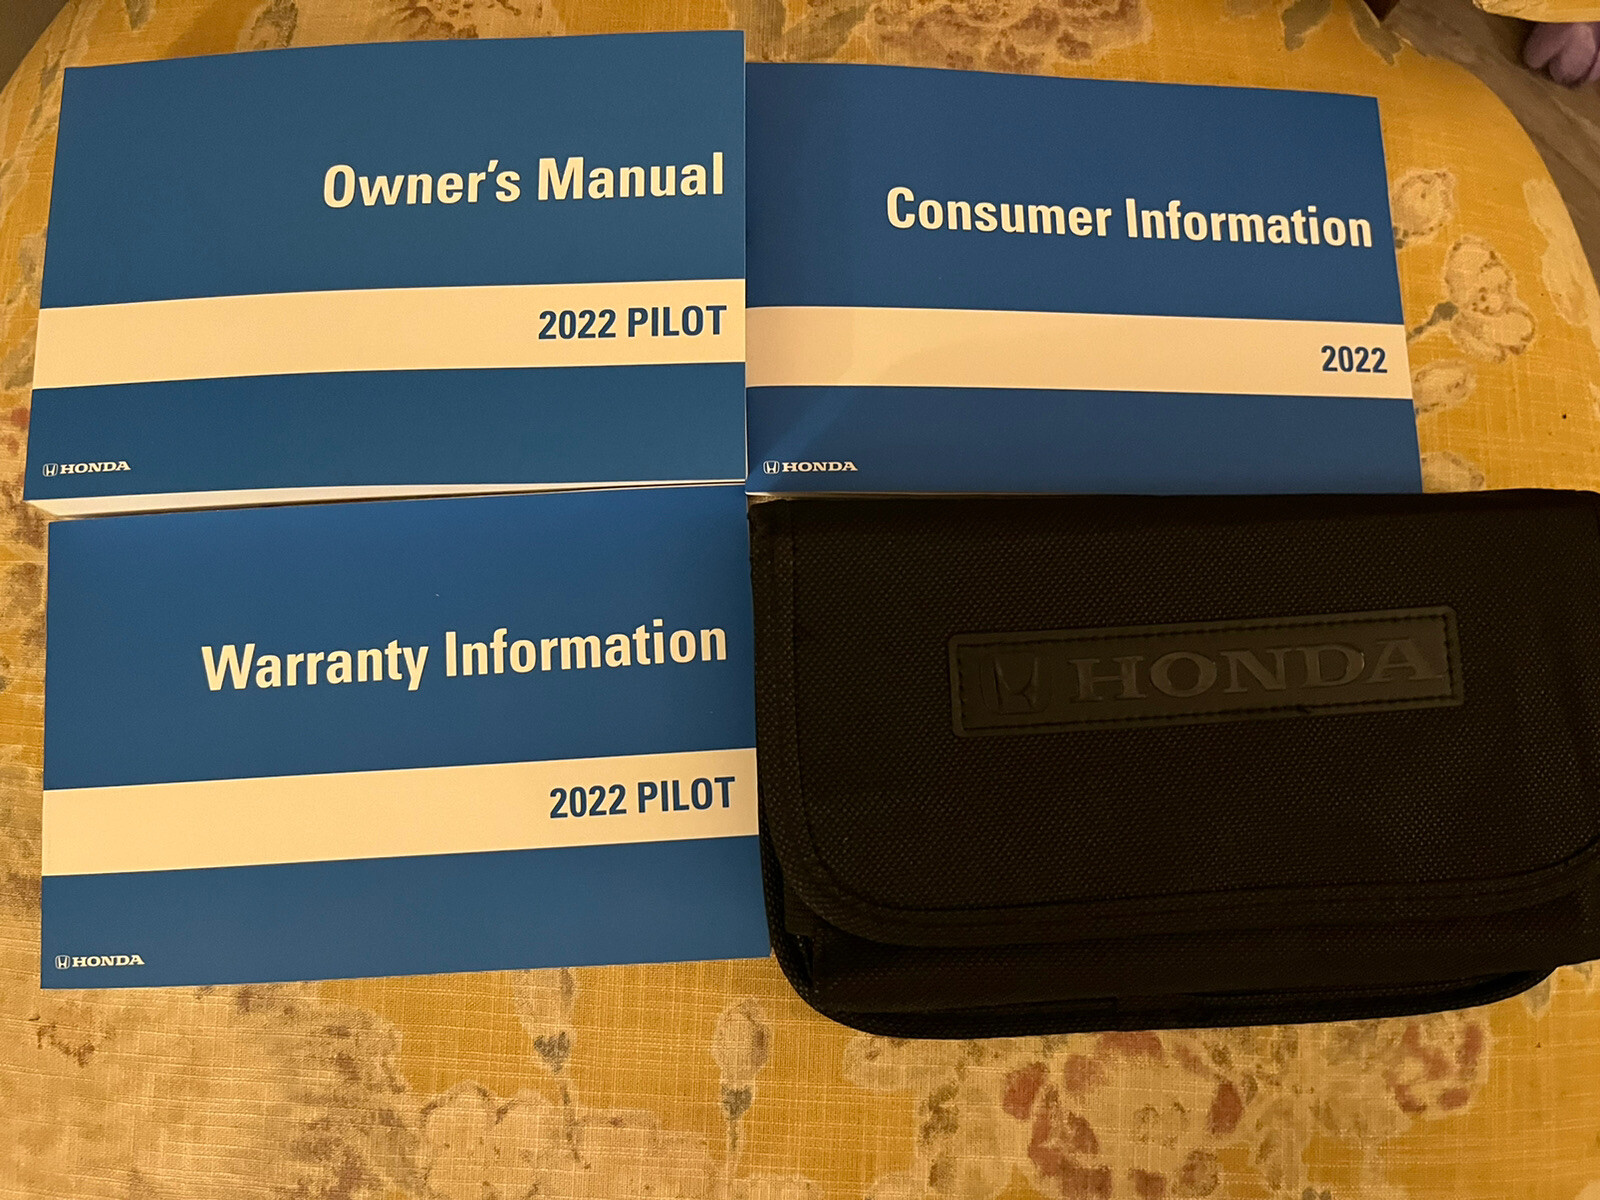 Owner's Manual
2022 PILOT
HONDA
Consumer Information
2022
HONDA
Warranty Information
2022 PILOT
HONDA
HONDA